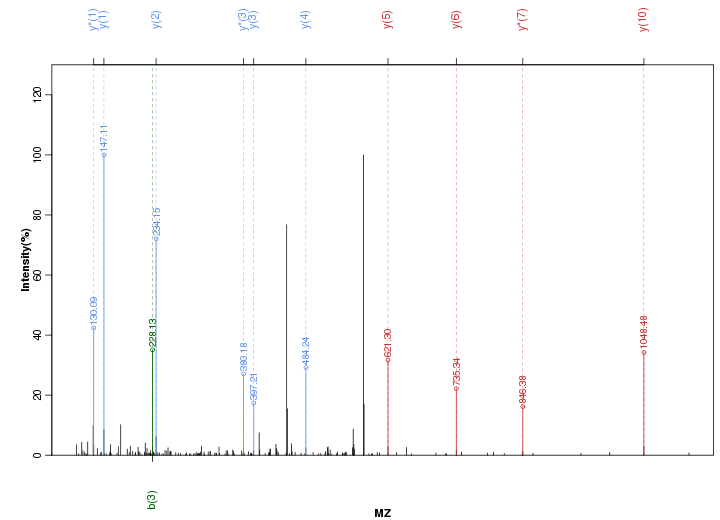 y*(1)
y(1)
y(2)
y*(3)
y(3)
y(4)
y(5)
y(6)
y*(7)
y(10)
Intensity(%)
120
100
80
60
40
20
0
130.09
147.11
228.13
234.15
380.18
397.21
484.24
621.30
735.34
846.38
1048.48
b(3)
MZ